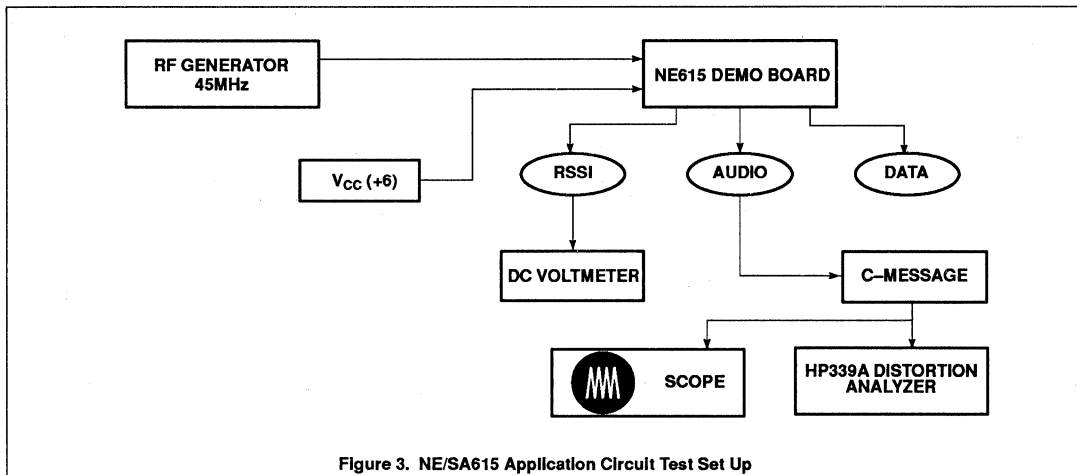 RF GENERATOR
45MHz
NE615 DEMO BOARD
VCC (+6)
RSSI
AUDIO
DATA
DC VOLTMETER
C–MESSAGE
SCOPE
HP339A DISTORTION
ANALYZER
Figure 3. NE/SA615 Application Circuit Test Set Up